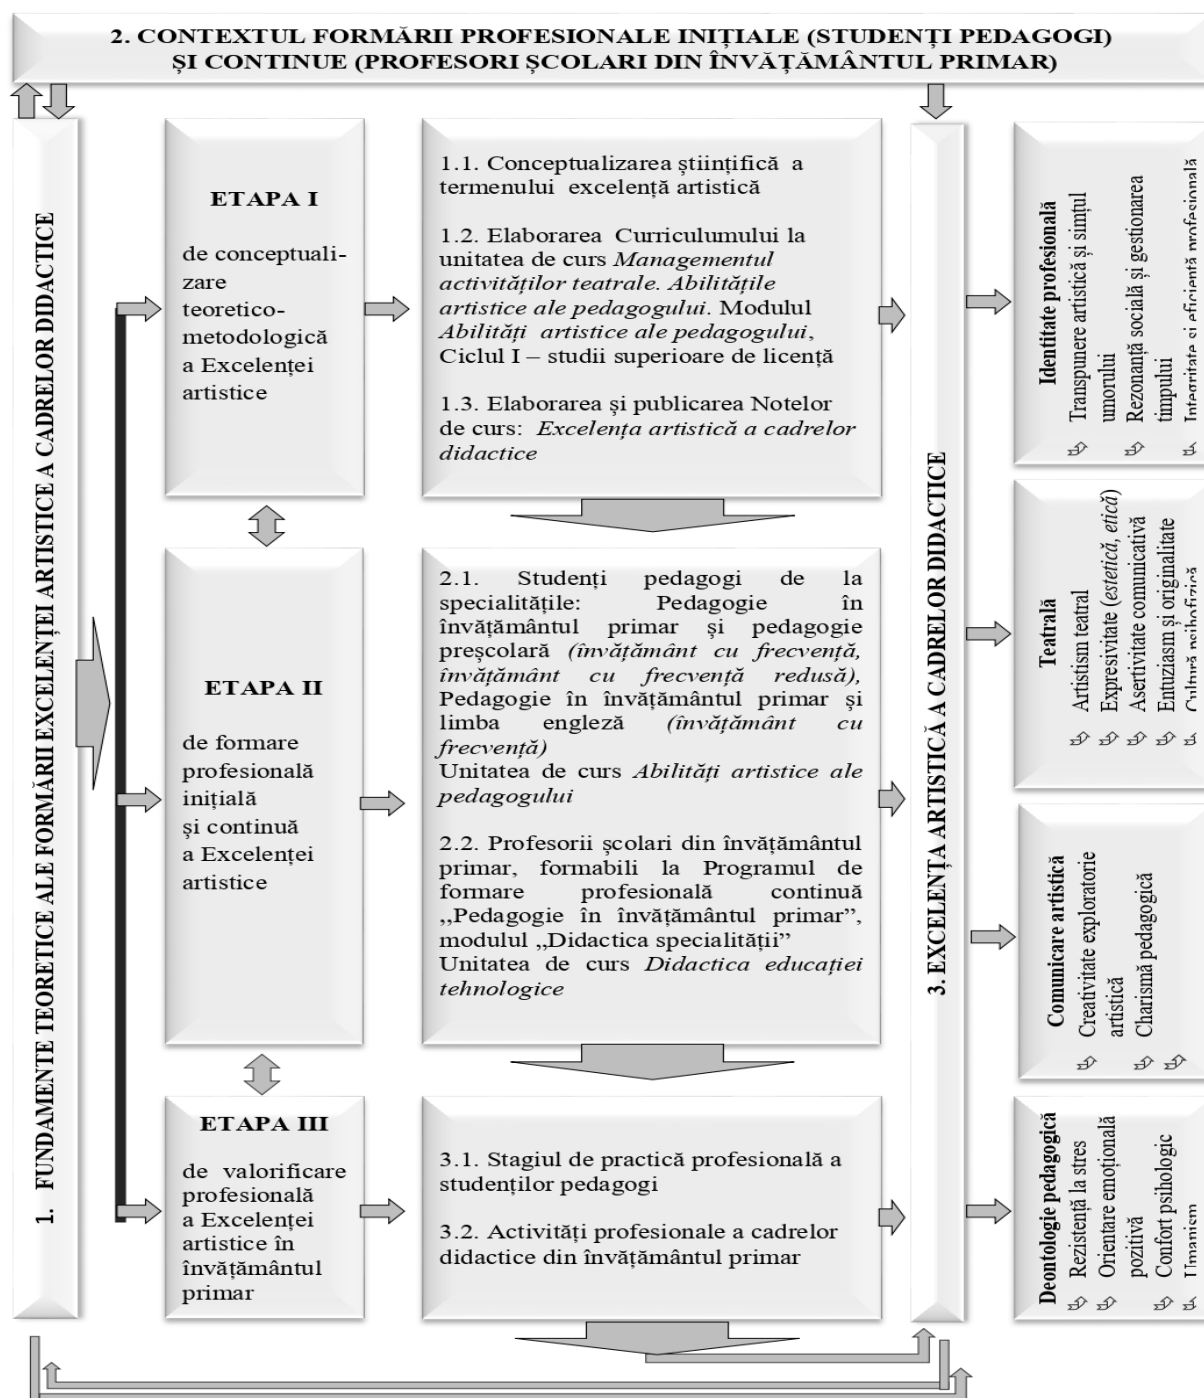 2. CONTEXTUL FORMĂRII PROFESIONALE INIȚIALE (STUDENȚI PEDAGOGI)
ȘI CONTINUE (PROFESORI ȘCOLARI DIN ÎNVĂȚĂMÂNTUL PRIMAR)
1. FUNDAMENTE TEORETICE ALE FORMĂRII EXCELENȚEI ARTISTICE A CADRELOR DIDACTICE
ETAPA I
de conceptuali-
zare
teoretico-
metodologică
a Excelenței
artistice
1.1. Conceptualizarea științifică a
termenului excelență artistică
1.2. Elaborarea Curriculumului la
unitatea de curs Managementul
activităților teatrale. Abilitățile
artistice ale pedagogului. Modulul
Abilități artistice ale pedagogului,
Ciclul I – studii superioare de licență
1.3. Elaborarea și publicarea Notelor
de curs: Excelența artistică a cadrelor
didactice
ETAPA II
de formare
profesională
inițială
și continuă
a Excelenței
artistice
2.1. Studenți pedagogi de la
specialitățile: Pedagogie în
învățământul primar și pedagogie
preșcolară (învățământ cu frecvență,
învățământ cu frecvență redusă),
Pedagogie în învățământul primar și
limba engleză (învățământ cu
frecvență)
Unitatea de curs Abilități artistice ale
pedagogului
2.2. Profesorii școlari din învățământul
primar, formabili la Programul de
formare profesională continuă
,,Pedagogie în învățământul primar”,
modulul ,,Didactica specialității”
Unitatea de curs Didactica educației
tehnologice
ETAPA III
de valorificare
profesională
a Excelenței
artistice în
învățământul
primar
3.1. Stagiul de practică profesională a
studenților pedagogi
3.2. Activități profesionale a cadrelor
didactice din învățământul primar
3. EXCELENȚA ARTISTICĂ A CADRELOR DIDACTICE
Identitate profesională
Transpunere artistică și simțul
umorului
Rezonanță socială și gestionarea
timpului
Integritate și eficiență profesională
Teatrală
Artistism teatral
Expresivitate (estetică, etică)
Asertivitate comunicativă
Entuziasm și originalitate
Cultură psihofizică
Comunicare artistică
Creativitate exploratorie
artistică
Charismă pedagogică
Deontologie pedagogică
Rezistență la stres
Orientare emoțională
pozitivă
Confort psihologic
Umanism